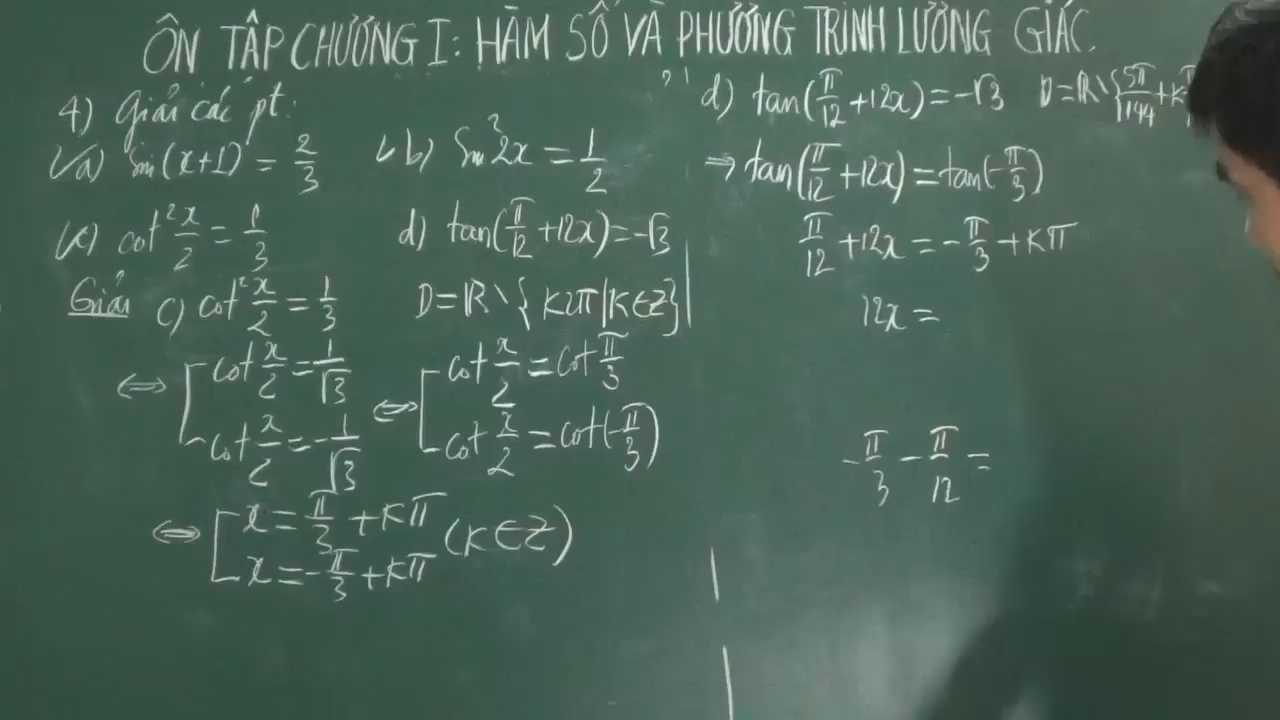 ÔN TẬP CHƯƠNG I: HÀM SỐ VÀ PHƯƠNG TRÌNH LƯỢNG GIÁC.
4) Giải các pt:
a) Sin(x+1) = 2/3
b) Sin²2x = 1/2
c) cot² x/2 = 1/3
d) tan(π/12 + 12x) = -√3
Giải c) cot² x/2 = 1/3 D = R \ { K2π | K ∈ Z }
⇔ [ cot x/2 = 1/√3
cot x/2 = -1/√3
⇔ [ cot x/2 = cot π/3
cot x/2 = cot(-π/3)
⇔ [ x = π/3 + Kπ
x = -π/3 + Kπ (K ∈ Z)
d) tan(π/12 + 12x) = -√3 D = R \ { 5π/144 + K
⇒ tan(π/12 + 12x) = tan(-π/3)
π/12 + 12x = -π/3 + Kπ
12x =
-π/3 - π/12 =